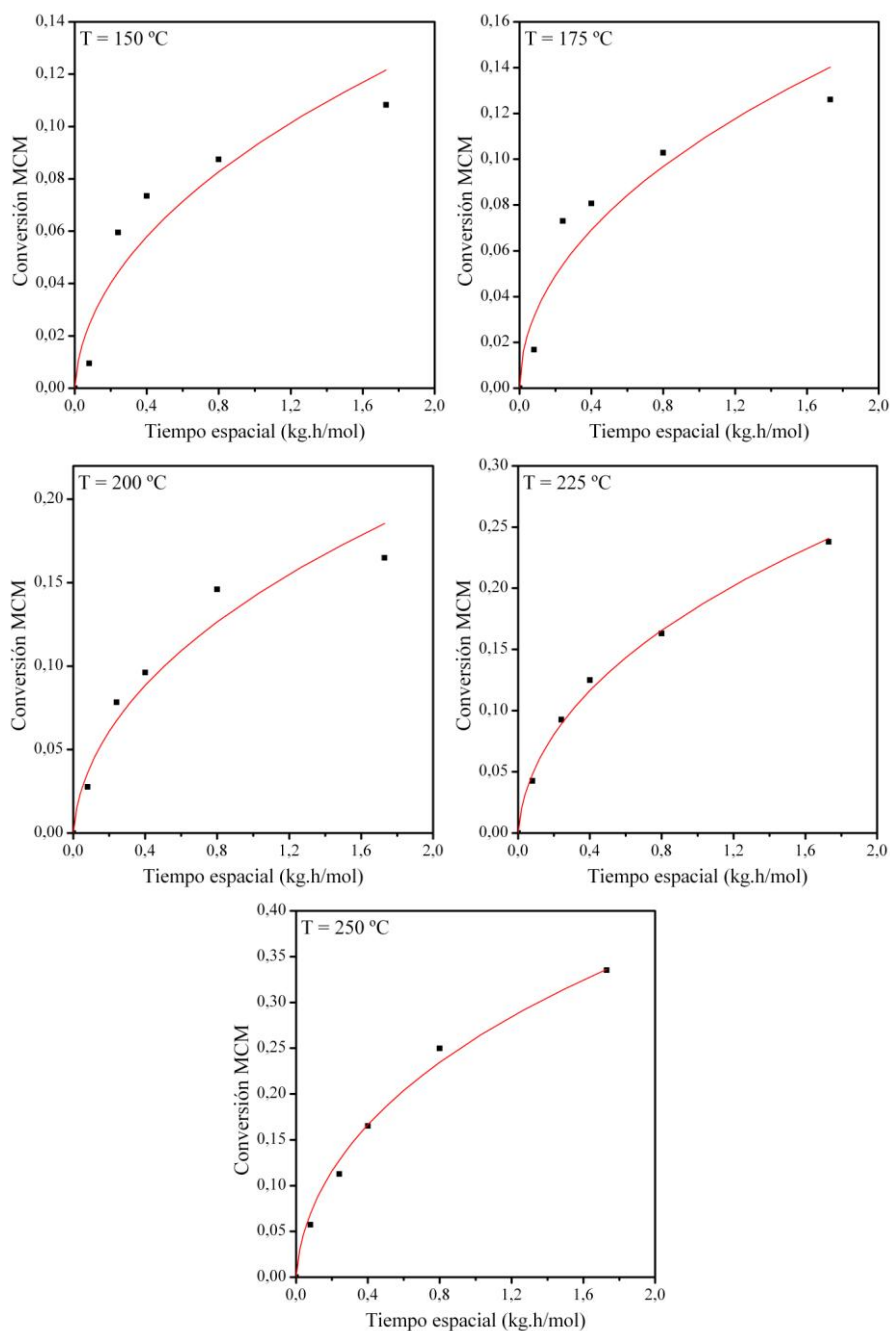 T = 150 ºC
0,14
0,12
0,10
0,08
0,06
0,04
0,02
0,00
Conversión MCM
0,0 0,4 0,8 1,2 1,6 2,0
Tiempo espacial (kg.h/mol)
T = 175 ºC
0,16
0,14
0,12
0,10
0,08
0,06
0,04
0,02
0,00
Conversión MCM
0,0 0,4 0,8 1,2 1,6 2,0
Tiempo espacial (kg.h/mol)
T = 200 ºC
0,20
0,15
0,10
0,05
0,00
Conversión MCM
0,0 0,4 0,8 1,2 1,6 2,0
Tiempo espacial (kg.h/mol)
T = 225 ºC
0,30
0,25
0,20
0,15
0,10
0,05
0,00
Conversión MCM
0,0 0,4 0,8 1,2 1,6 2,0
Tiempo espacial (kg.h/mol)
T = 250 ºC
0,40
0,35
0,30
0,25
0,20
0,15
0,10
0,05
0,00
Conversión MCM
0,0 0,4 0,8 1,2 1,6 2,0
Tiempo espacial (kg.h/mol)